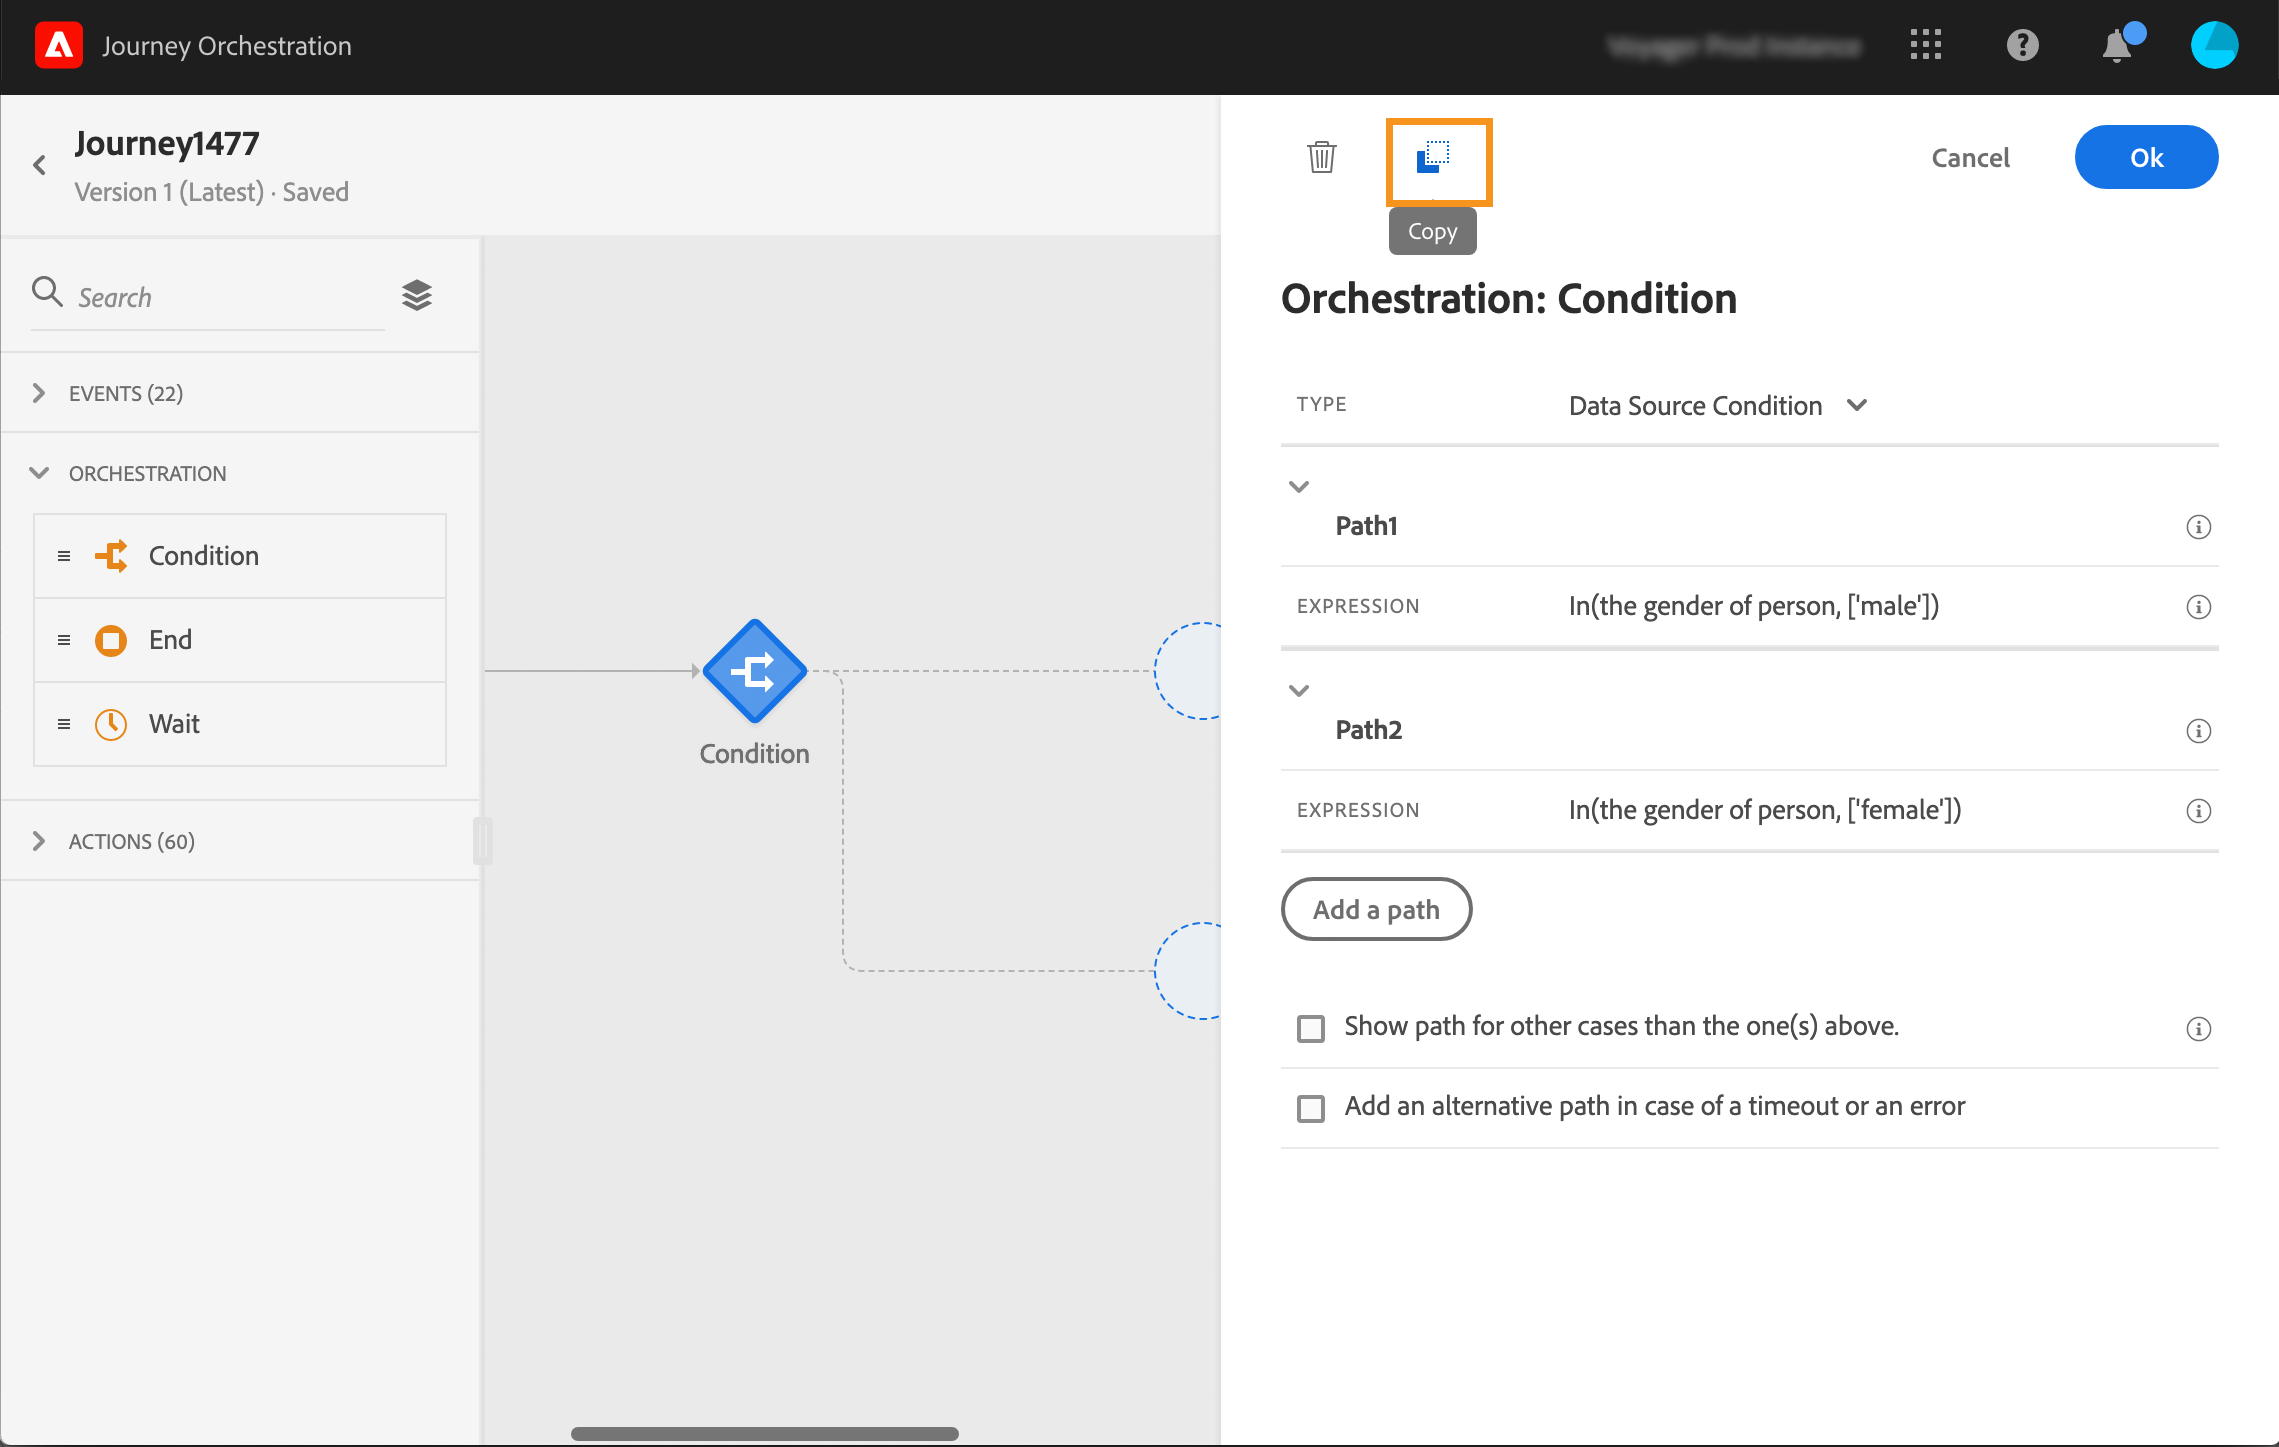 Journey Orchestration
Journey1477
Version 1 (Latest) · Saved
Search
EVENTS (22)
ORCHESTRATION
Condition
End
Wait
ACTIONS (60)
Condition
Cancel
Ok
Copy
Orchestration: Condition
TYPE Data Source Condition
Path1
EXPRESSION In(the gender of person, ['male'])
Path2
EXPRESSION In(the gender of person, ['female'])
Add a path
Show path for other cases than the one(s) above.
Add an alternative path in case of a timeout or an error